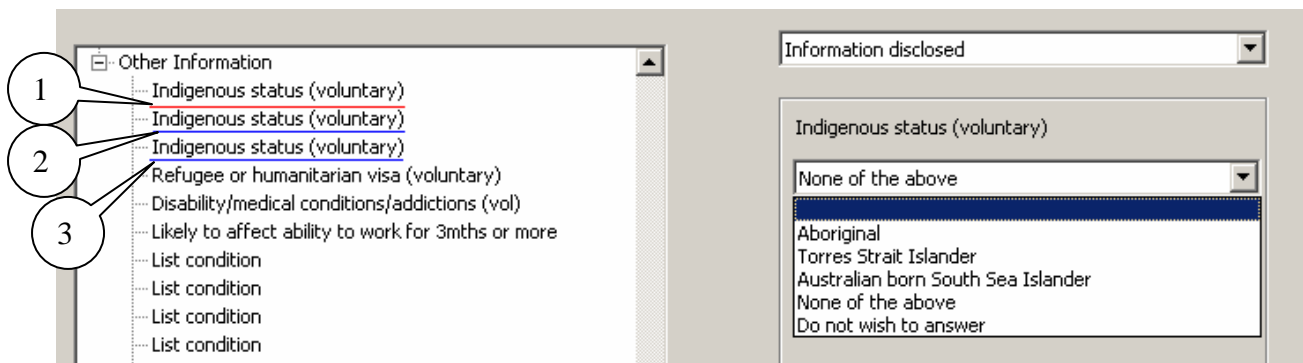 Other Information
Indigenous status (voluntary)
Indigenous status (voluntary)
Indigenous status (voluntary)
Refugee or humanitarian visa (voluntary)
Disability/medical conditions/addictions (vol)
Likely to affect ability to work for 3mths or more
List condition
List condition
List condition
List condition
1
2
3
Information disclosed
Indigenous status (voluntary)
None of the above
Aboriginal
Torres Strait Islander
Australian born South Sea Islander
None of the above
Do not wish to answer